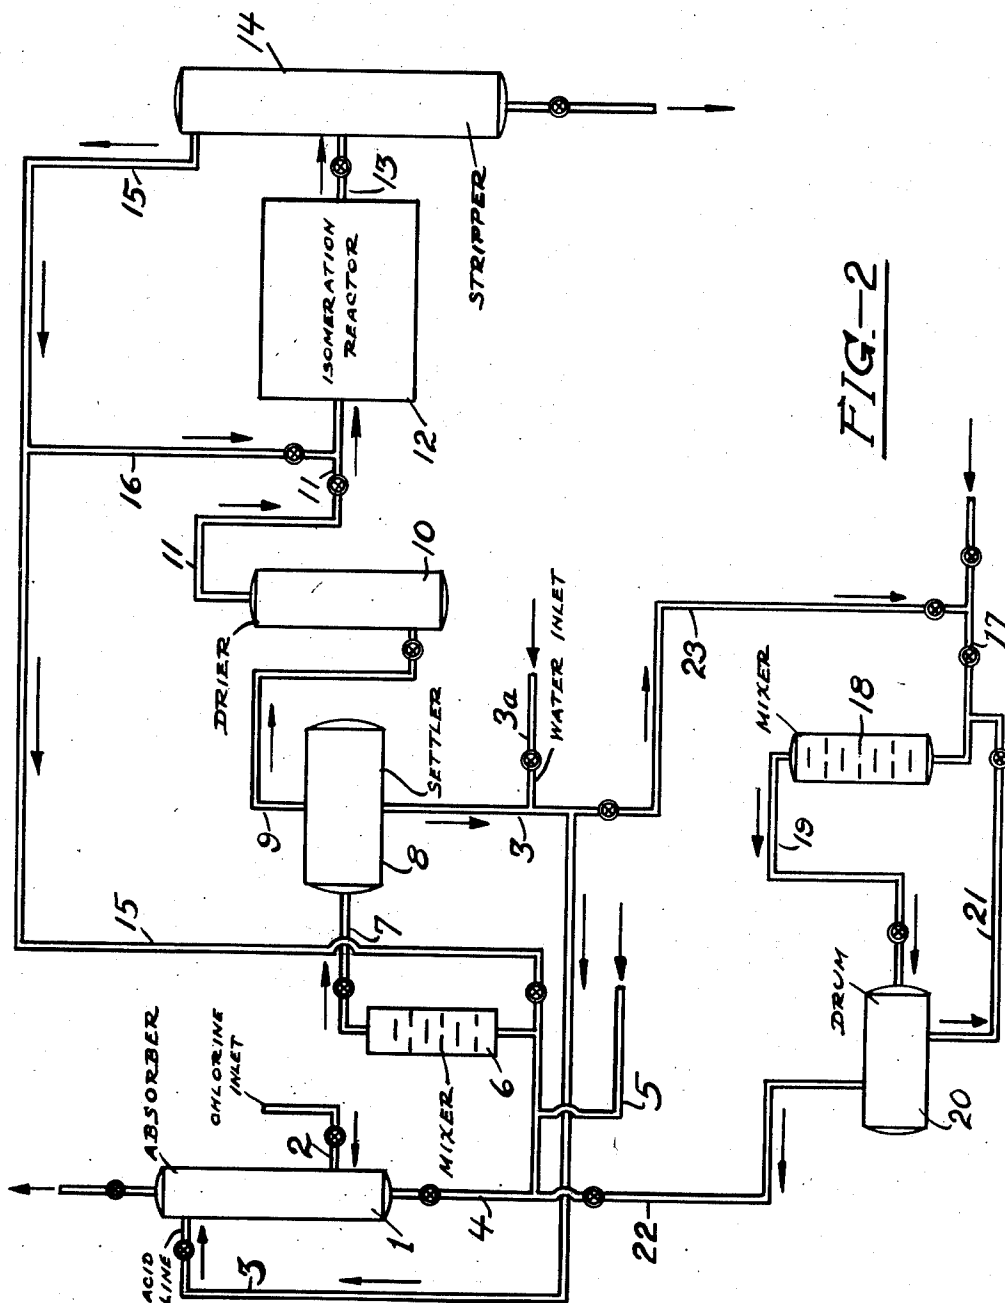 14
15
13
STRIPPER
ISOMERATION
REACTOR
12
16
11
11
10
DRIER
FIG.-2
3a
WATER INLET
SETTLER
9
8
3
7
15
23
17
MIXER
18
19
21
DRUM
20
ABSORBER
CHLORINE
INLET
2
MIXER
6
5
1
4
22
ACID
LINE
3